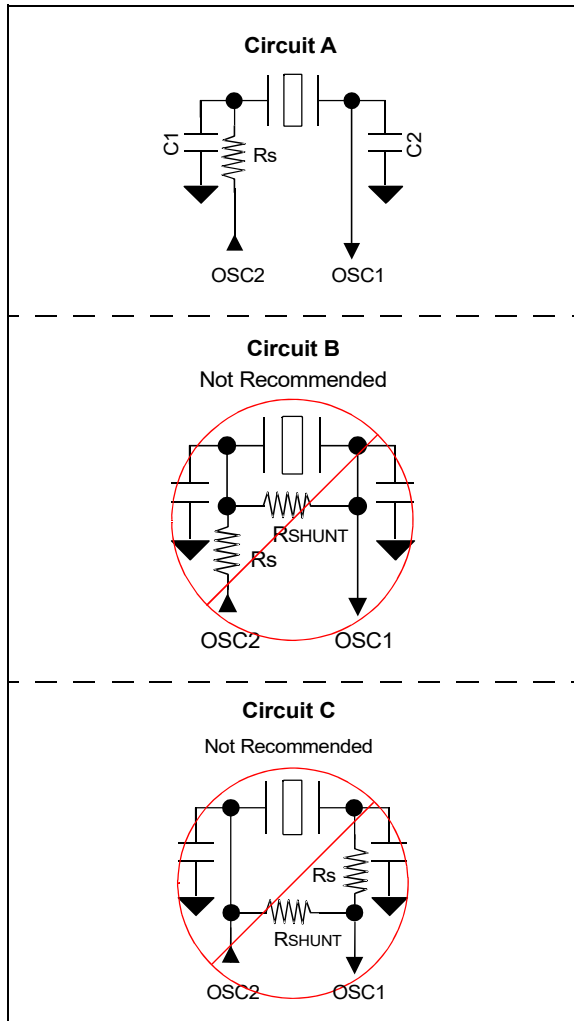 Circuit A
C1
Rs
C2
OSC2
OSC1
Circuit B
Not Recommended
RSHUNT
Rs
OSC2
OSC1
Circuit C
Not Recommended
Rs
RSHUNT
OSC2
OSC1